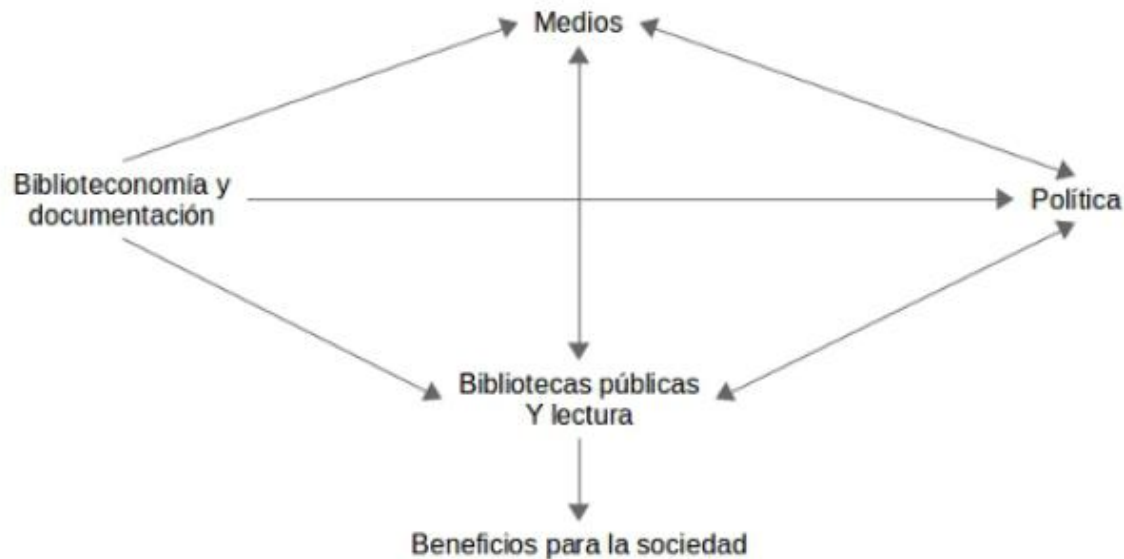 Medios
Biblioteconomía y
documentación
Política
Bibliotecas públicas
Y lectura
Beneficios para la sociedad